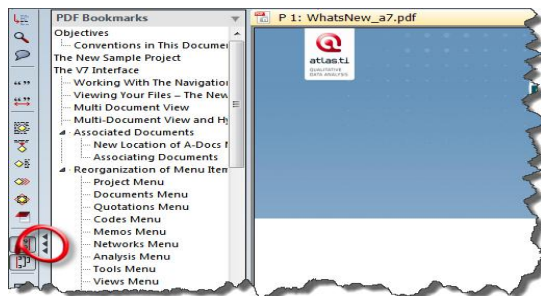 PDF Bookmarks
P 1: WhatsNew_a7.pdf
Objectives
Conventions in This Documen
The New Sample Project
The V7 Interface
Working With The Navigation
Viewing Your Files – The New
Multi Document View
Multi-Document View and Hy
Associated Documents
New Location of A-Docs
Associating Documents
Reorganization of Menu Item
Project Menu
Documents Menu
Quotations Menu
Codes Menu
Memos Menu
Networks Menu
Analysis Menu
Tools Menu
Views Menu
atlas.ti
QUALITATIVE
DATA ANALYSIS